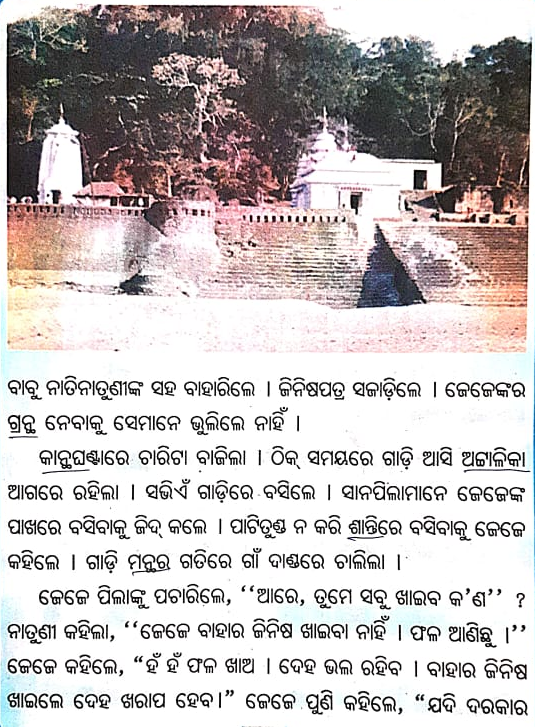 ବାବୁ ନାତିନାତୁଣୀଙ୍କ ସହ ବାହାରିଲେ । ଜିନିଷପତ୍ର ସଜାଡ଼ିଲେ । ଜେଜେଙ୍କର
ଗ୍ରନ୍ଥ ନେବାକୁ ସେମାନେ ଭୁଲିଲେ ନାହିଁ ।
କାନ୍ଥଘଣ୍ଟାରେ ଚାରିଟା ବାଜିଲା । ଠିକ୍ ସମୟରେ ଗାଡ଼ି ଆସି ଅଟ୍ଟାଳିକା
ଆଗରେ ରହିଲା । ସଭିଏଁ ଗାଡ଼ିରେ ବସିଲେ । ସାନପିଲାମାନେ ଜେଜେଙ୍କ
ପାଖରେ ବସିବାକୁ ଜିଦ୍ କଲେ । ପାଟିତୁଣ୍ଡ ନ କରି ଶାନ୍ତିରେ ବସିବାକୁ ଜେଜେ
କହିଲେ । ଗାଡ଼ି ମନ୍ଥର ଗତିରେ ଗାଁ ଦାଣ୍ଡରେ ଚାଲିଲା ।
ଜେଜେ ପିଲାଙ୍କୁ ପଚାରିଲେ, ‘‘ଆରେ, ତୁମେ ସବୁ ଖାଇବ କ’ଣ’’ ?
ନାତୁଣୀ କହିଲା, ‘‘ଜେଜେ ବାହାର ଜିନିଷ ଖାଇବା ନାହିଁ । ଫଳ ଆଣିଛୁ ।’’
ଜେଜେ କହିଲେ, “ହଁ ହଁ ଫଳ ଖାଅ । ଦେହ ଭଲ ରହିବ । ବାହାର ଜିନିଷ
ଖାଇଲେ ଦେହ ଖରାପ ହେବ।” ଜେଜେ ପୁଣି କହିଲେ, “ଯଦି ଦରକାର